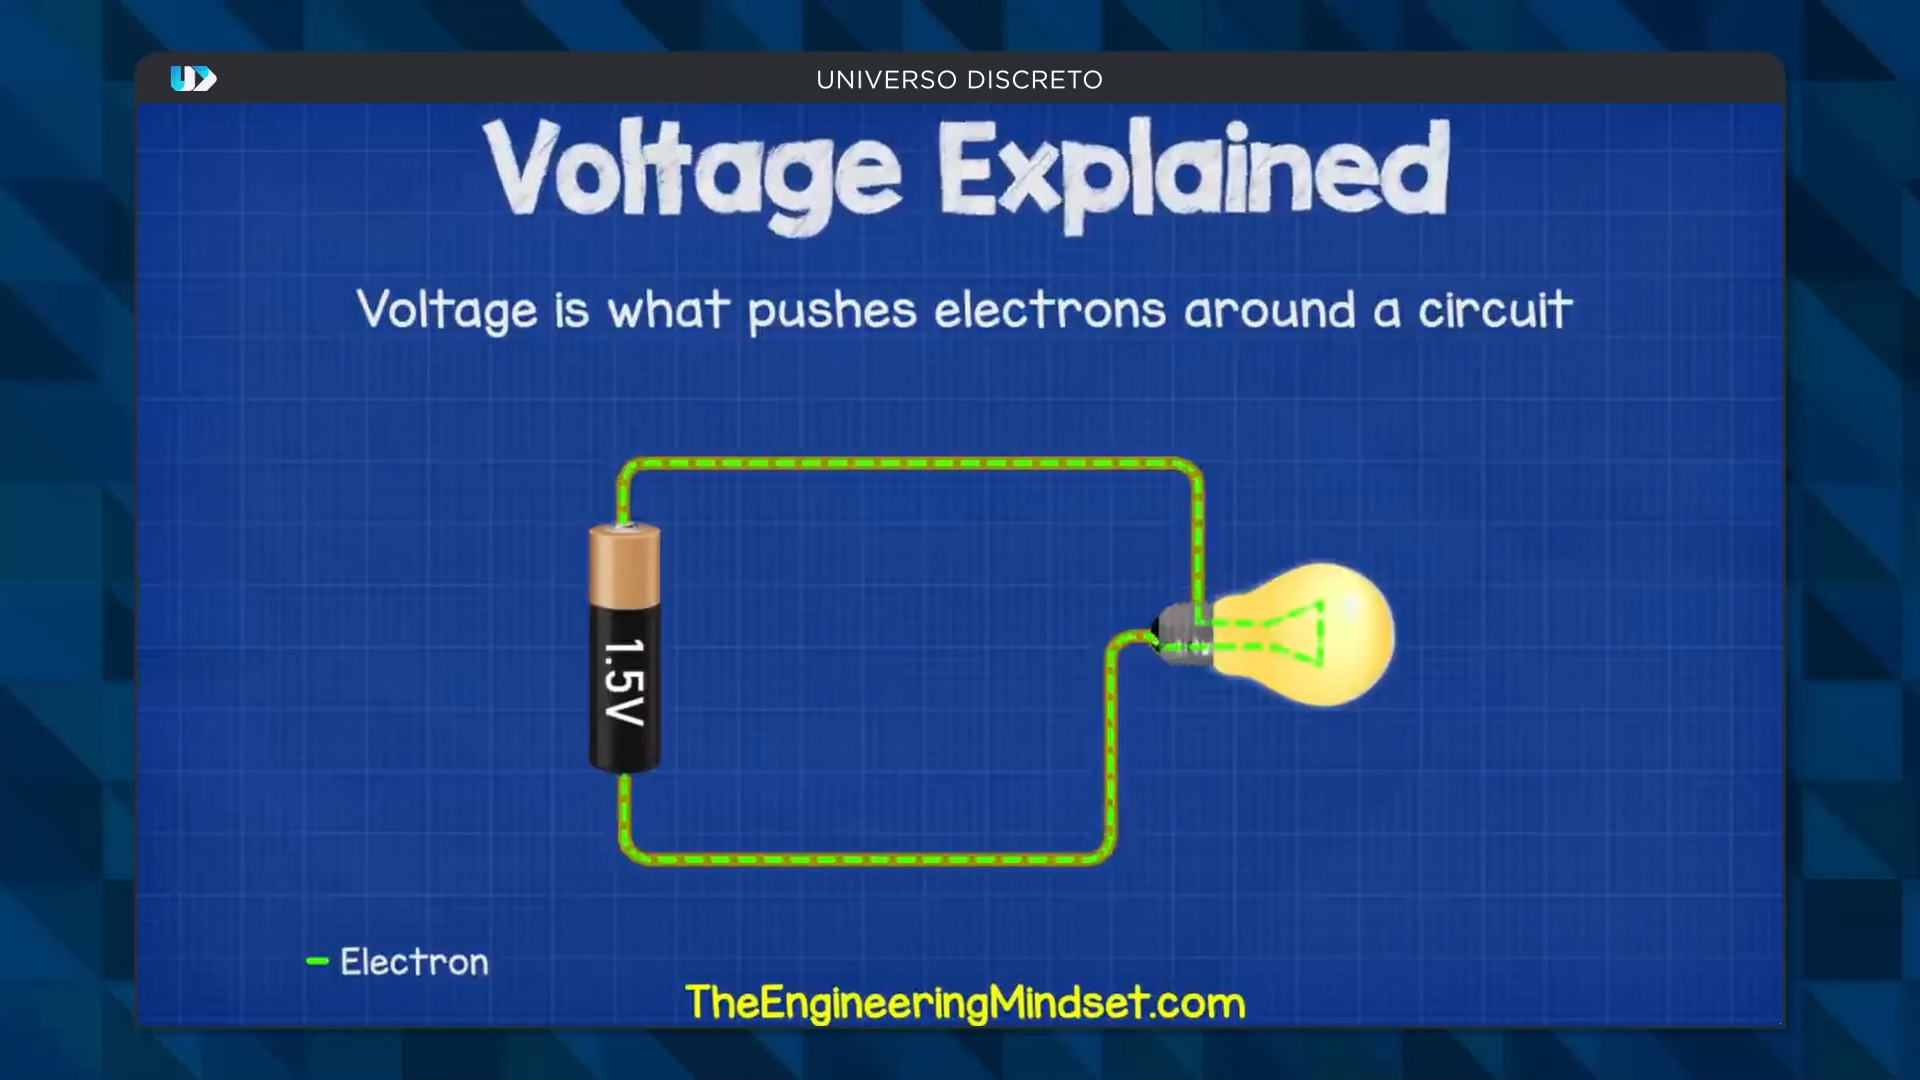 UNIVERSO DISCRETO
Voltage Explained
Voltage is what pushes electrons around a circuit
1.5V
Electron
TheEngineeringMindset.com